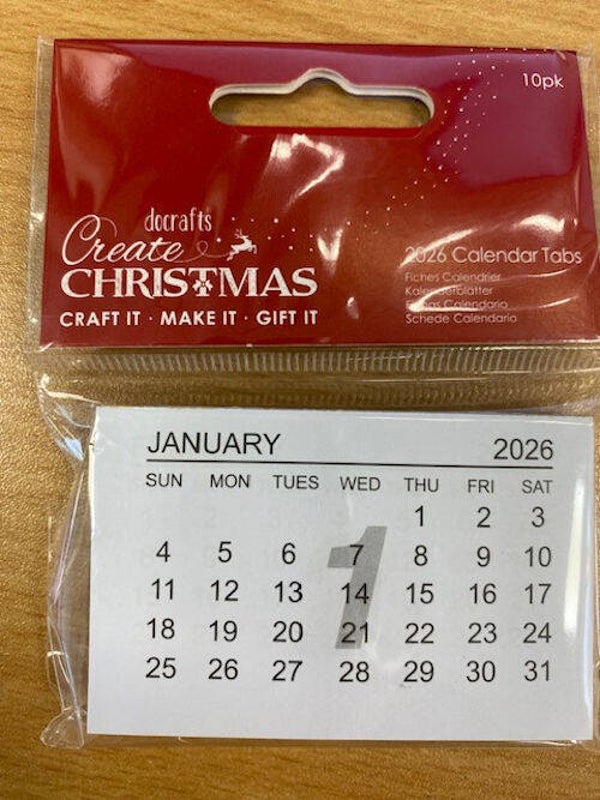 10pk
docrafts
Create
CHRISTMAS
CRAFT IT · MAKE IT · GIFT IT
2026 Calendar Tabs
Fiches Calendrier
Kalenderblätter
Calendario
Schede Calendario
JANUARY 2026
SUN MON TUES WED THU FRI SAT
1 2 3
4 5 6 7 8 9 10
11 12 13 14 15 16 17
18 19 20 21 22 23 24
25 26 27 28 29 30 31
1